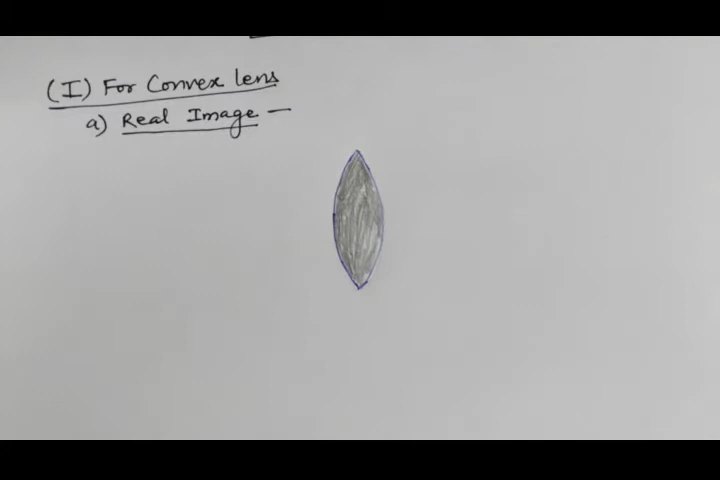 (I) For Convex lens
a) Real Image —